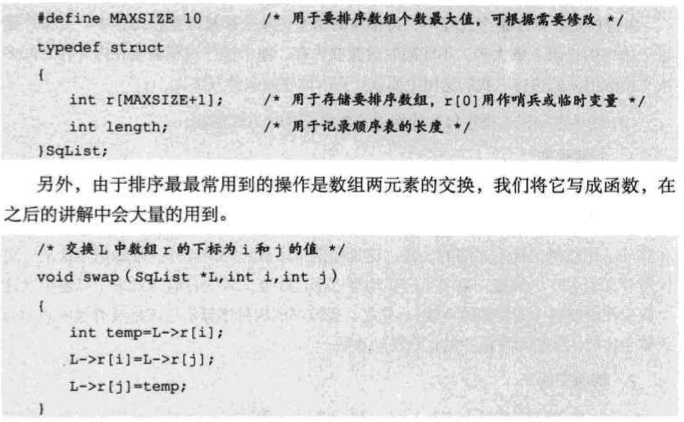 #define MAXSIZE 10 /* 用于要排序数组个数最大值，可根据需要修改 */
typedef struct
{
int r[MAXSIZE+1]; /* 用于存储要排序数组，r[0]用作哨兵或临时变量 */
int length; /* 用于记录顺序表的长度 */
}SqList;
另外，由于排序最最常用到的操作是数组两元素的交换，我们将它写成函数，在
之后的讲解中会大量的用到。
/* 交换L中数组r的下标为i和j的值 */
void swap(SqList *L,int i,int j)
{
int temp=L->r[i];
L->r[i]=L->r[j];
L->r[j]=temp;
}